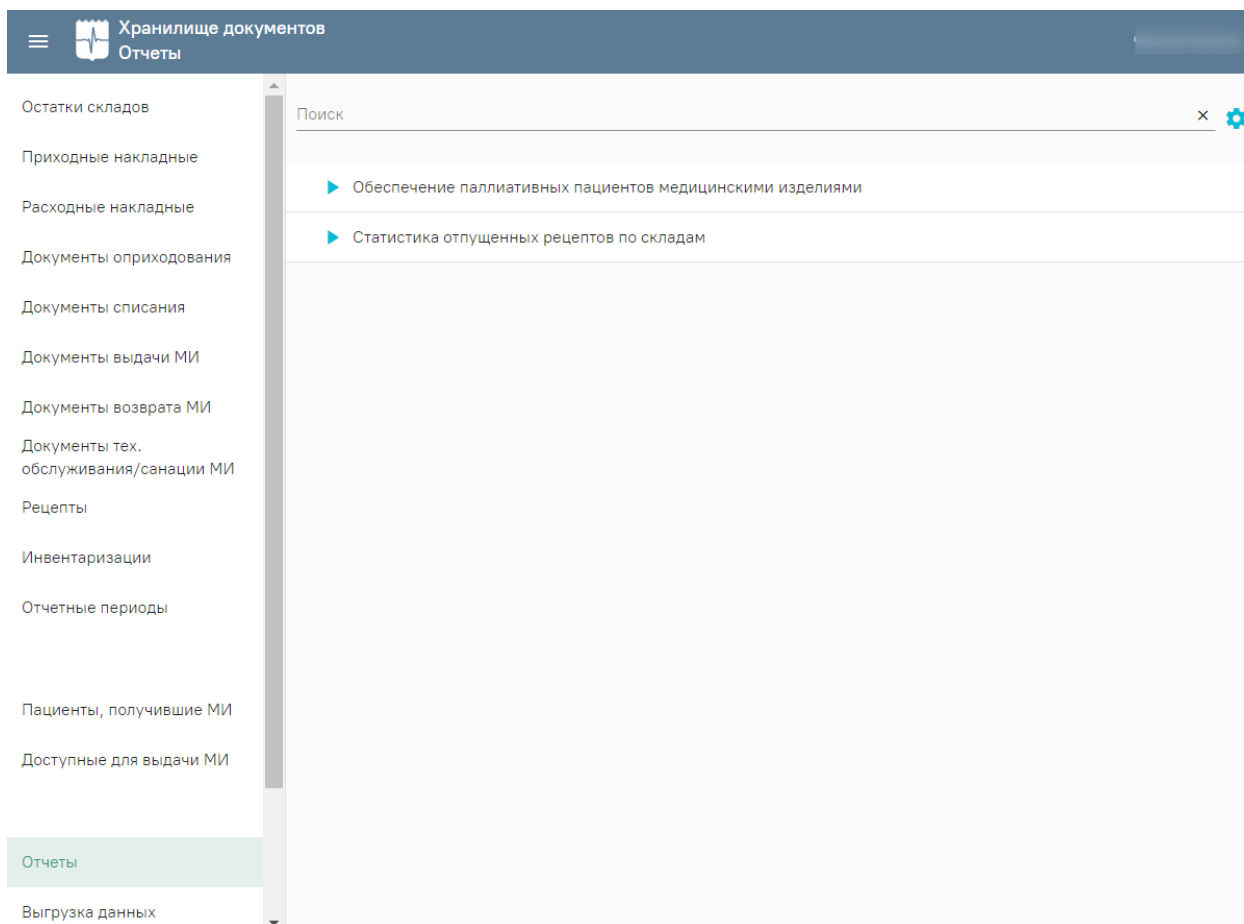 Хранилище документов
Отчеты
Остатки складов
Приходные накладные
Расходные накладные
Документы оприходования
Документы списания
Документы выдачи МИ
Документы возврата МИ
Документы тех.
обслуживания/санации МИ
Рецепты
Инвентаризации
Отчетные периоды
Пациенты, получившие МИ
Доступные для выдачи МИ
Отчеты
Выгрузка данных
Поиск
Обеспечение паллиативных пациентов медицинскими изделиями
Статистика отпущенных рецептов по складам